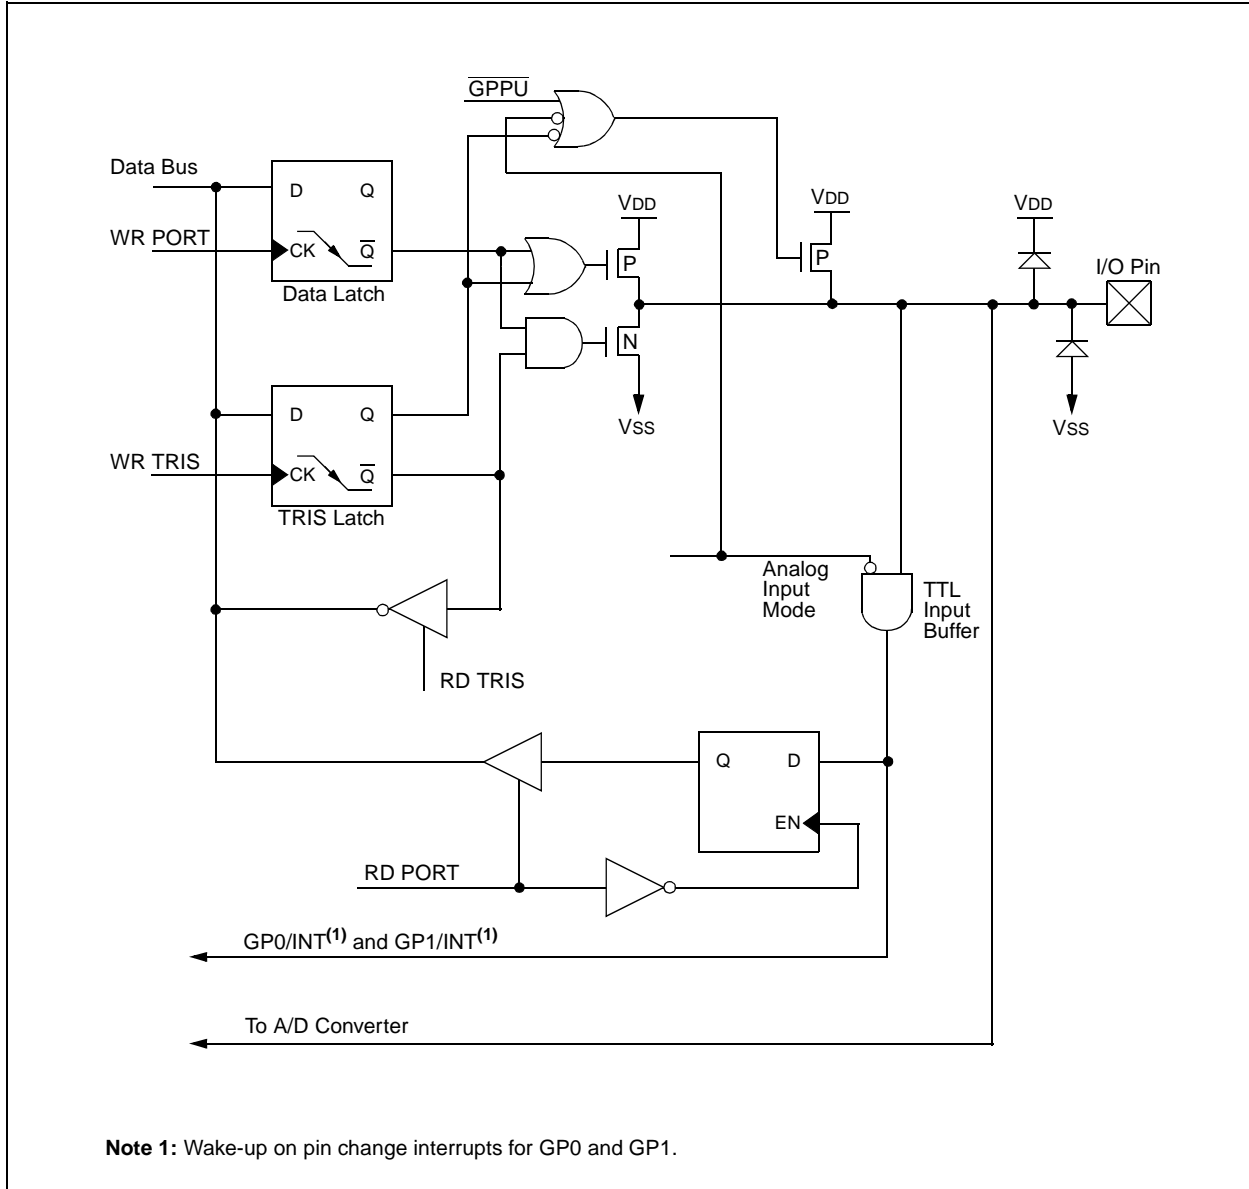 G̅P̅P̅U̅
Data Bus
D Q
WR PORT
CK Q̅
Data Latch
VDD
P
N
VSS
VDD
P
VDD
I/O Pin
VSS
D Q
WR TRIS
CK Q̅
TRIS Latch
Analog
Input
Mode
TTL
Input
Buffer
RD TRIS
Q D
EN
RD PORT
GP0/INT(1) and GP1/INT(1)
To A/D Converter
Note 1: Wake-up on pin change interrupts for GP0 and GP1.